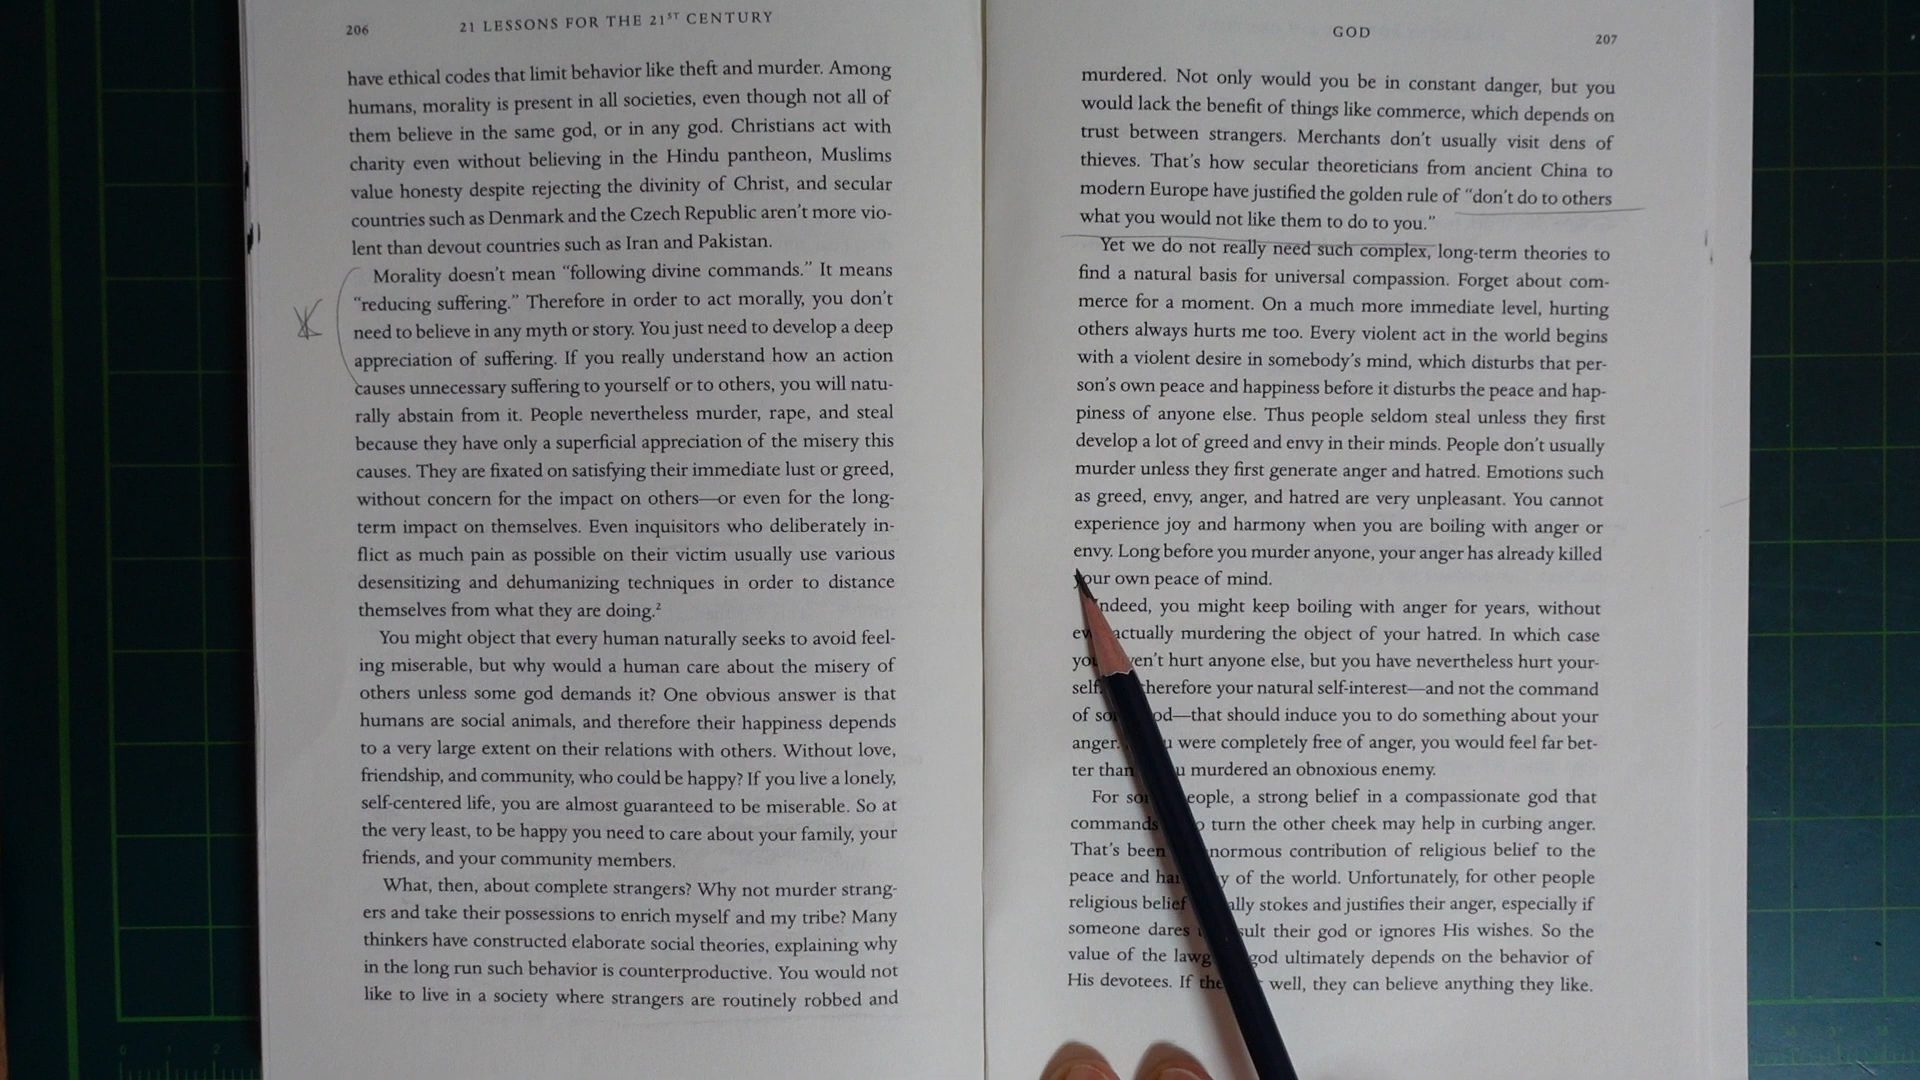 206
21 LESSONS FOR THE 21ST CENTURY
have ethical codes that limit behavior like theft and murder. Among
humans, morality is present in all societies, even though not all of
them believe in the same god, or in any god. Christians act with
charity even without believing in the Hindu pantheon, Muslims
value honesty despite rejecting the divinity of Christ, and secular
countries such as Denmark and the Czech Republic aren't more vio-
lent than devout countries such as Iran and Pakistan.
Morality doesn't mean “following divine commands.” It means
“reducing suffering.” Therefore in order to act morally, you don't
need to believe in any myth or story. You just need to develop a deep
appreciation of suffering. If you really understand how an action
causes unnecessary suffering to yourself or to others, you will natu-
rally abstain from it. People nevertheless murder, rape, and steal
because they have only a superficial appreciation of the misery this
causes. They are fixated on satisfying their immediate lust or greed,
without concern for the impact on others—or even for the long-
term impact on themselves. Even inquisitors who deliberately in-
flict as much pain as possible on their victim usually use various
desensitizing and dehumanizing techniques in order to distance
themselves from what they are doing.²
You might object that every human naturally seeks to avoid feel-
ing miserable, but why would a human care about the misery of
others unless some god demands it? One obvious answer is that
humans are social animals, and therefore their happiness depends
to a very large extent on their relations with others. Without love,
friendship, and community, who could be happy? If you live a lonely,
self-centered life, you are almost guaranteed to be miserable. So at
the very least, to be happy you need to care about your family, your
friends, and your community members.
What, then, about complete strangers? Why not murder strang-
ers and take their possessions to enrich myself and my tribe? Many
thinkers have constructed elaborate social theories, explaining why
in the long run such behavior is counterproductive. You would not
like to live in a society where strangers are routinely robbed and
GOD
207
murdered. Not only would you be in constant danger, but you
would lack the benefit of things like commerce, which depends on
trust between strangers. Merchants don't usually visit dens of
thieves. That's how secular theoreticians from ancient China to
modern Europe have justified the golden rule of “don't do to others
what you would not like them to do to you.”
Yet we do not really need such complex, long-term theories to
find a natural basis for universal compassion. Forget about com-
merce for a moment. On a much more immediate level, hurting
others always hurts me too. Every violent act in the world begins
with a violent desire in somebody's mind, which disturbs that per-
son's own peace and happiness before it disturbs the peace and hap-
piness of anyone else. Thus people seldom steal unless they first
develop a lot of greed and envy in their minds. People don't usually
murder unless they first generate anger and hatred. Emotions such
as greed, envy, anger, and hatred are very unpleasant. You cannot
experience joy and harmony when you are boiling with anger or
envy. Long before you murder anyone, your anger has already killed
your own peace of mind.
Indeed, you might keep boiling with anger for years, without
actually murdering the object of your hatred. In which case
hurt anyone else, but you have nevertheless hurt your-
self. Therefore your natural self-interest—and not the command
of that should induce you to do something about your
anger. were completely free of anger, you would feel far bet-
ter than murdered an obnoxious enemy.
For people, a strong belief in a compassionate god that
commands turn the other cheek may help in curbing anger.
That's been enormous contribution of religious belief to the
peace and of the world. Unfortunately, for other people
religious belief stokes and justifies their anger, especially if
someone dares their god or ignores His wishes. So the
value of the god ultimately depends on the behavior of
His devotees. If well, they can believe anything they like.